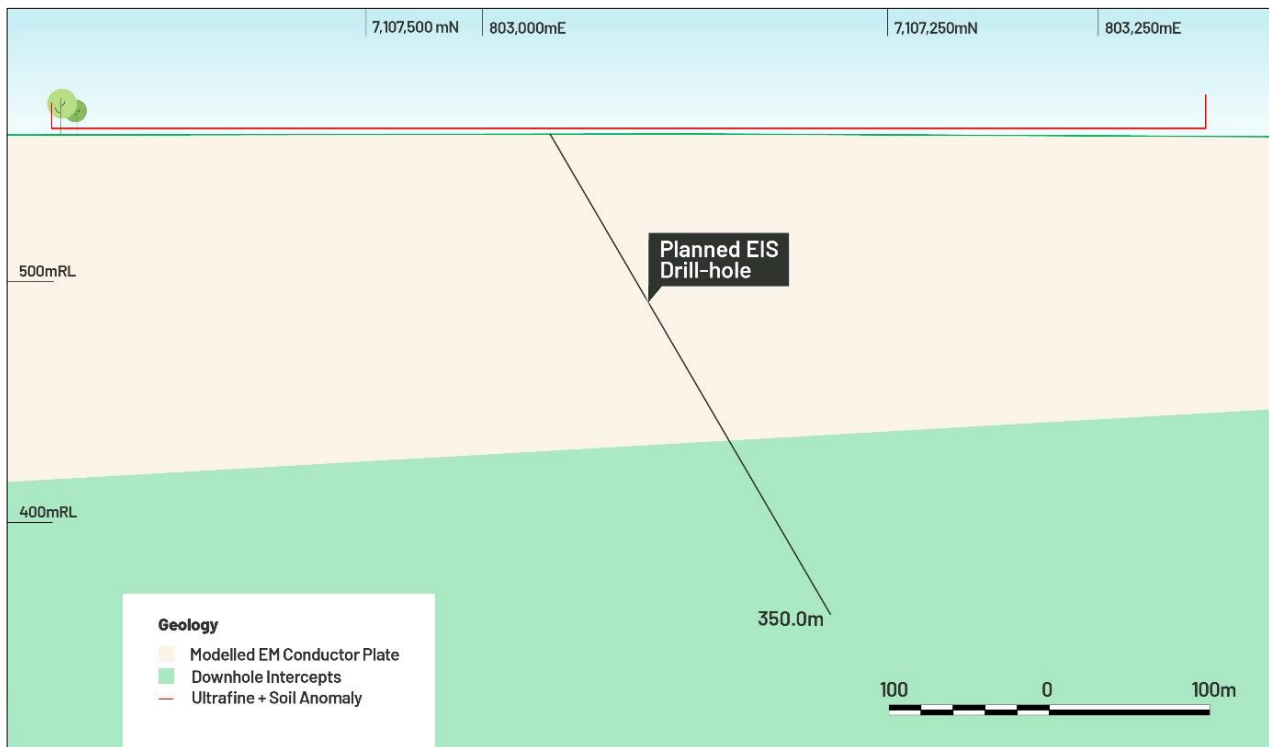 7,107,500 mN
803,000mE
7,107,250mN
803,250mE
Planned EIS
Drill-hole
500mRL
400mRL
350.0m
Geology
Modelled EM Conductor Plate
Downhole Intercepts
Ultrafine + Soil Anomaly
100
0
100m